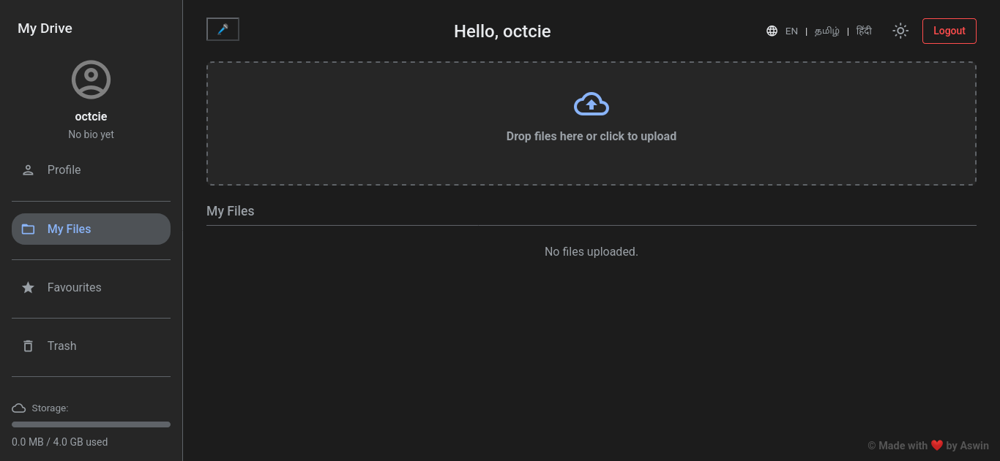 My Drive
octcie
No bio yet
Profile
My Files
Favourites
Trash
Storage:
0.0 MB / 4.0 GB used
Hello, octcie
EN | தமிழ் | हिंदी
Logout
Drop files here or click to upload
My Files
No files uploaded.
© Made with ❤️ by Aswin